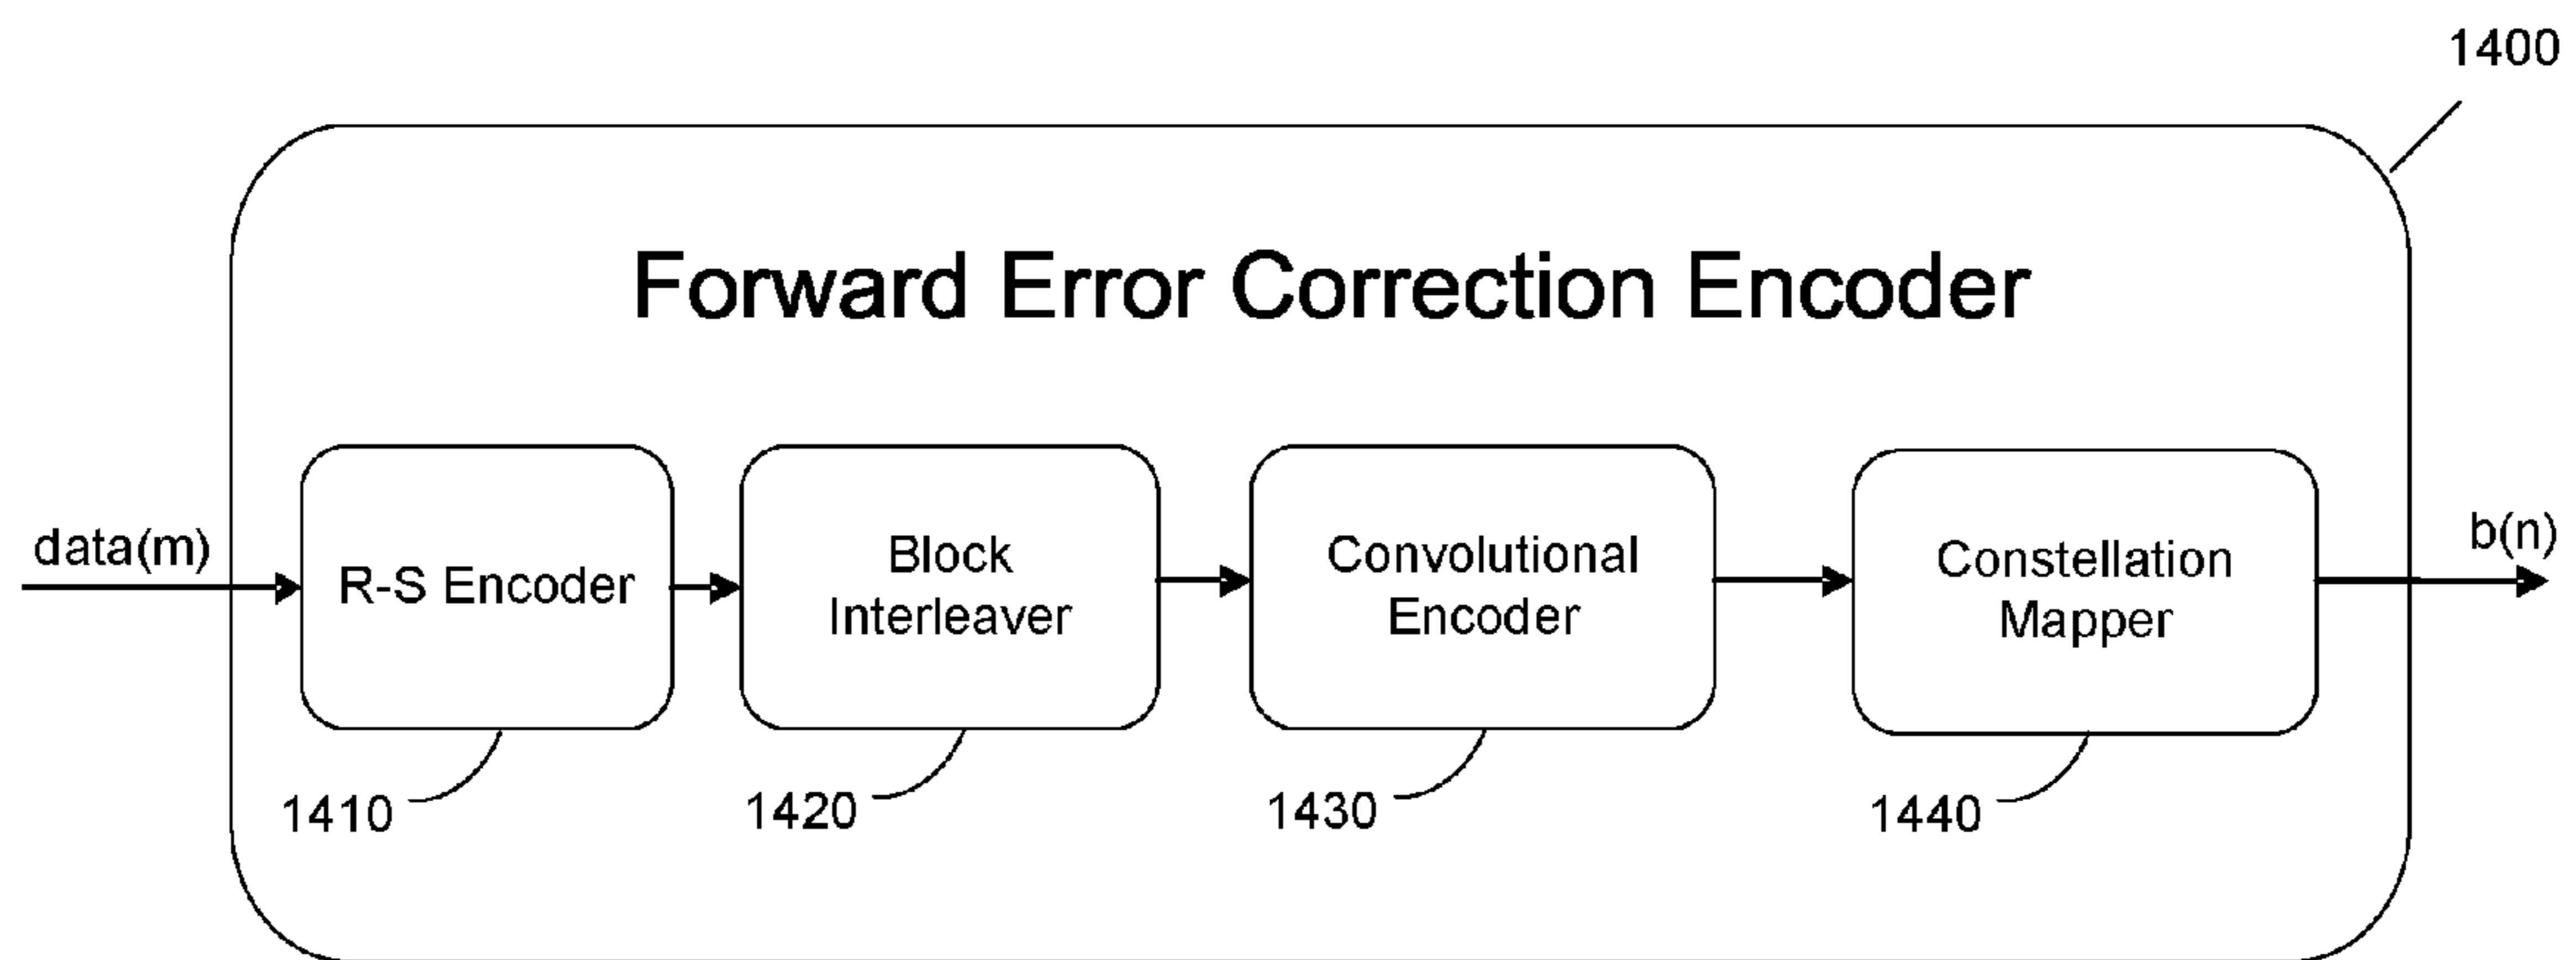 1400
Forward Error Correction Encoder
data(m)
R-S Encoder
Block
Interleaver
Convolutional
Encoder
Constellation
Mapper
b(n)
1410
1420
1430
1440